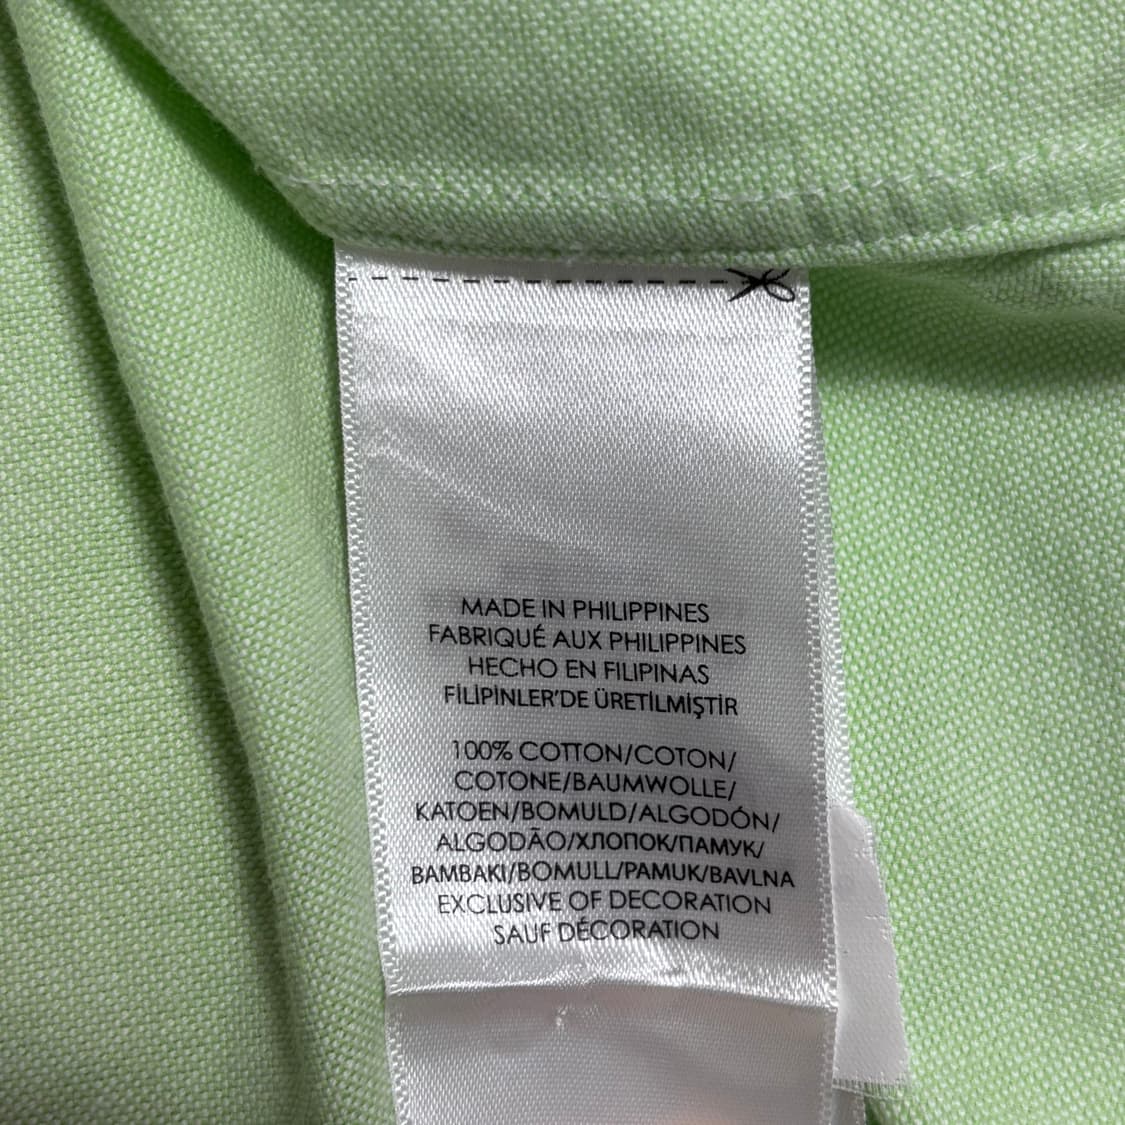 MADE IN PHILIPPINES
FABRIQUÉ AUX PHILIPPINES
HECHO EN FILIPINAS
FİLİPİNLER'DE ÜRETİLMİŞTİR
100% COTTON/COTON/
COTONE/BAUMWOLLE/
KATOEN/BOMULD/ALGODÓN/
ALGODÃO/ХЛОПОК/ПАМУК/
BAMBAKI/BOMULL/PAMUK/BAVLNA
EXCLUSIVE OF DECORATION
SAUF DÉCORATION